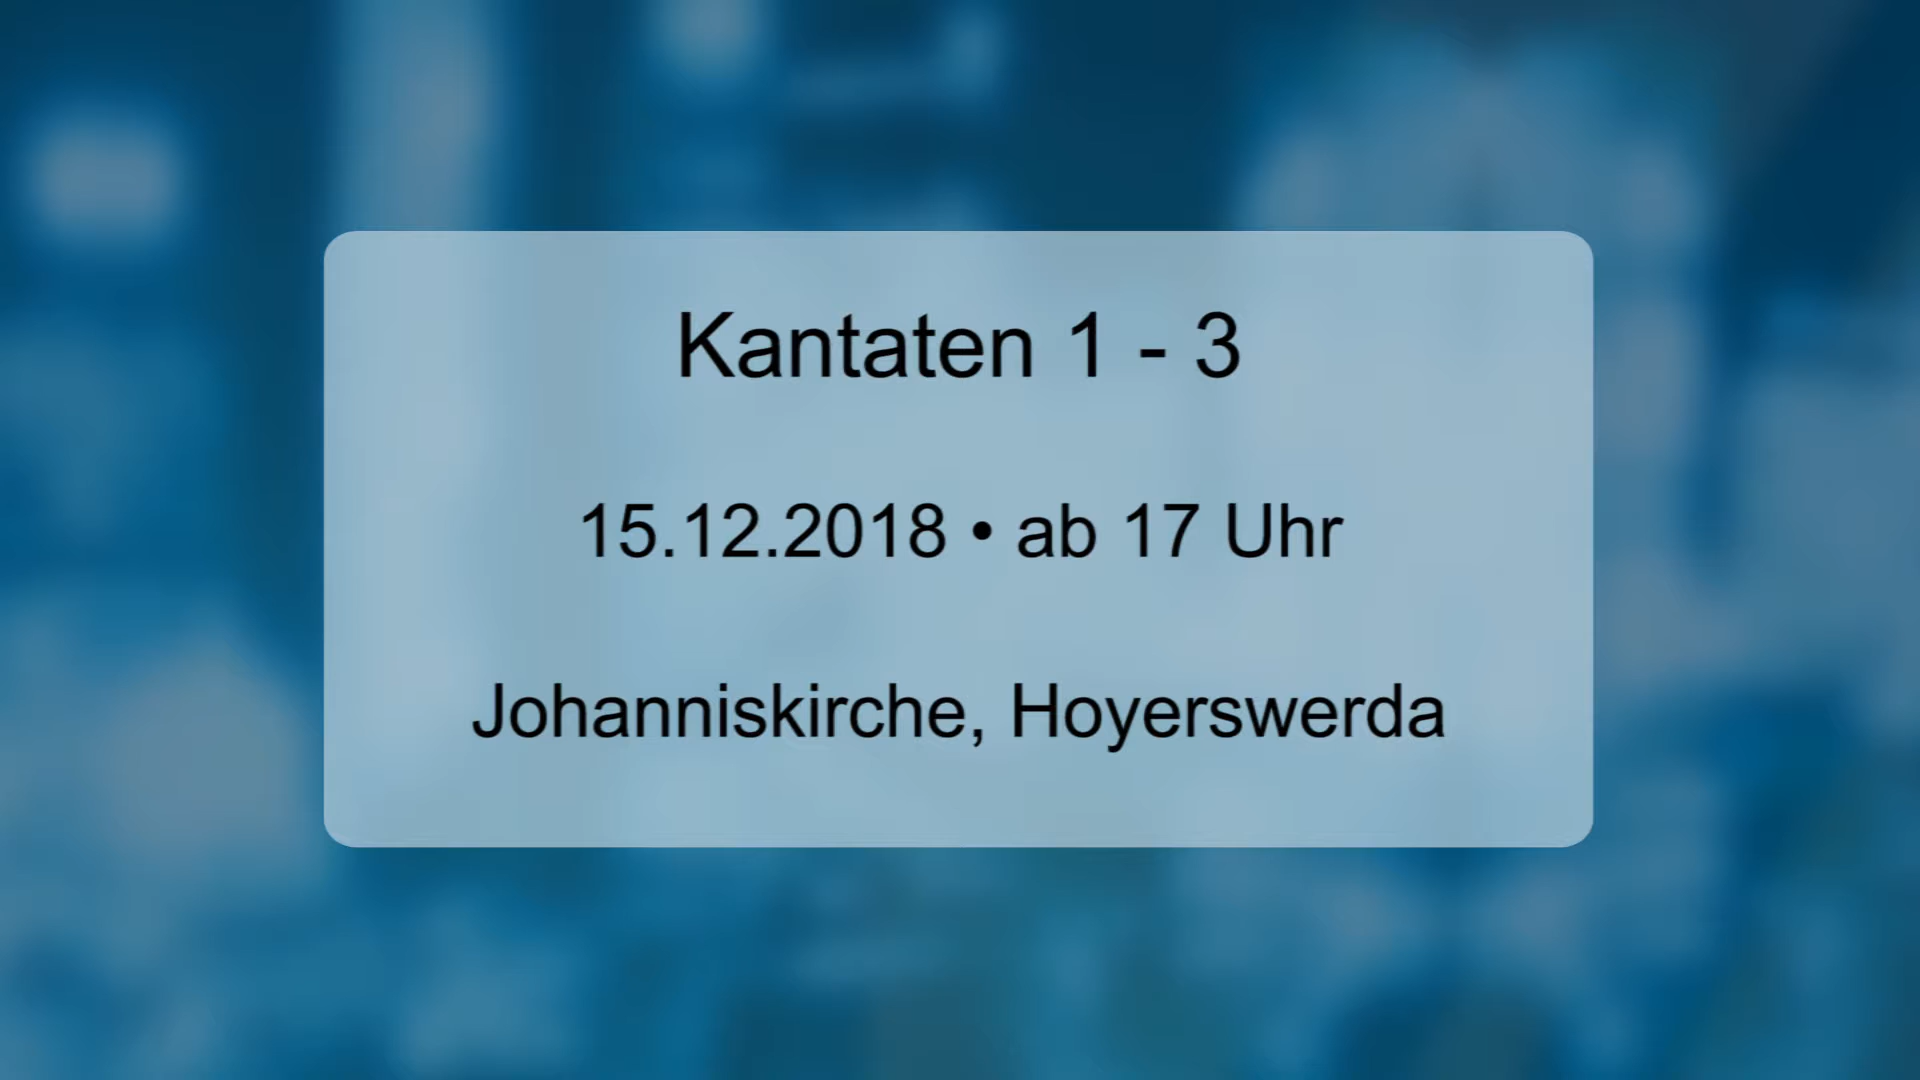 Kantaten 1 - 3
15.12.2018 • ab 17 Uhr
Johanniskirche, Hoyerswerda